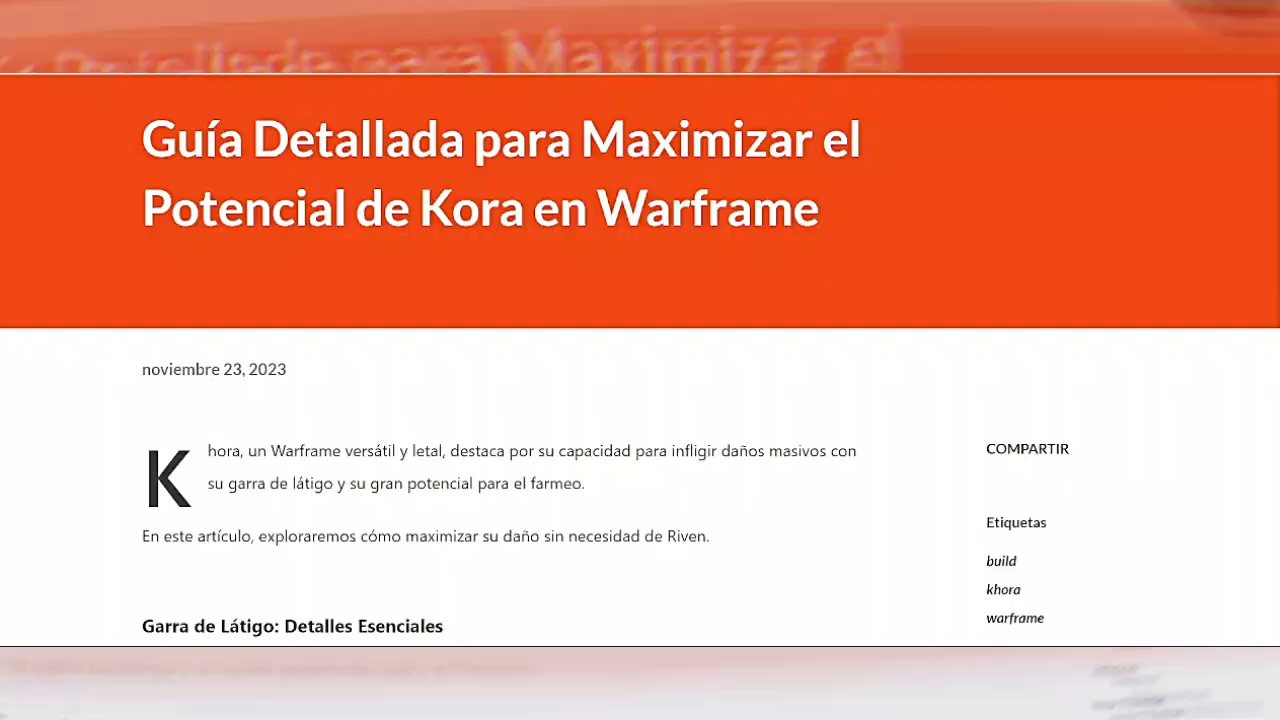 Guía Detallada para Maximizar el
Potencial de Kora en Warframe
noviembre 23, 2023
Khora, un Warframe versátil y letal, destaca por su capacidad para infligir daños masivos con
su garra de látigo y su gran potencial para el farmeo.
En este artículo, exploraremos cómo maximizar su daño sin necesidad de Riven.
Garra de Látigo: Detalles Esenciales
COMPARTIR
Etiquetas
build
khora
warframe